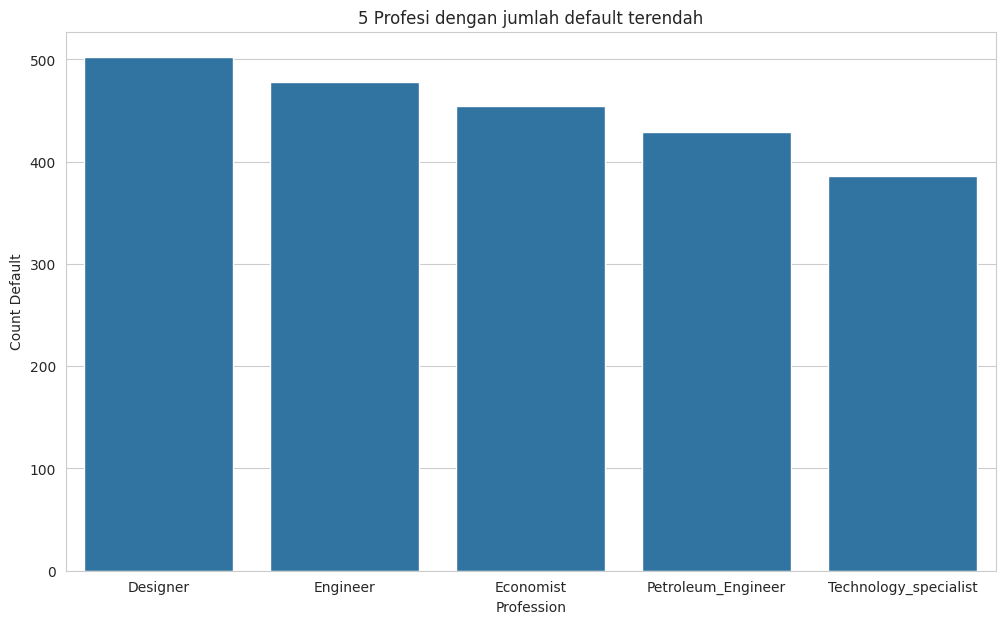 5 Profesi dengan jumlah default terendah
Count Default
500
400
300
200
100
0
Designer Engineer Economist Petroleum_Engineer Technology_specialist
Profession